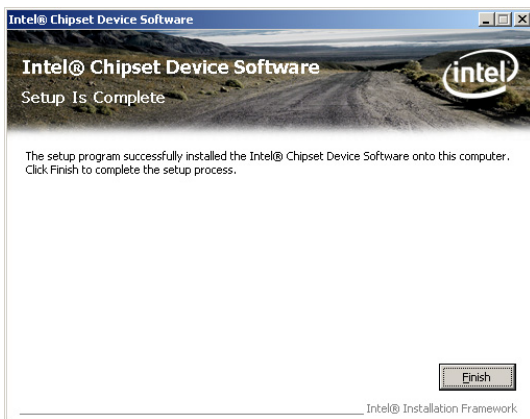 Intel® Chipset Device Software
Intel® Chipset Device Software
intel
Setup Is Complete
The setup program successfully installed the Intel® Chipset Device Software onto this computer.
Click Finish to complete the setup process.
Finish
Intel® Installation Framework